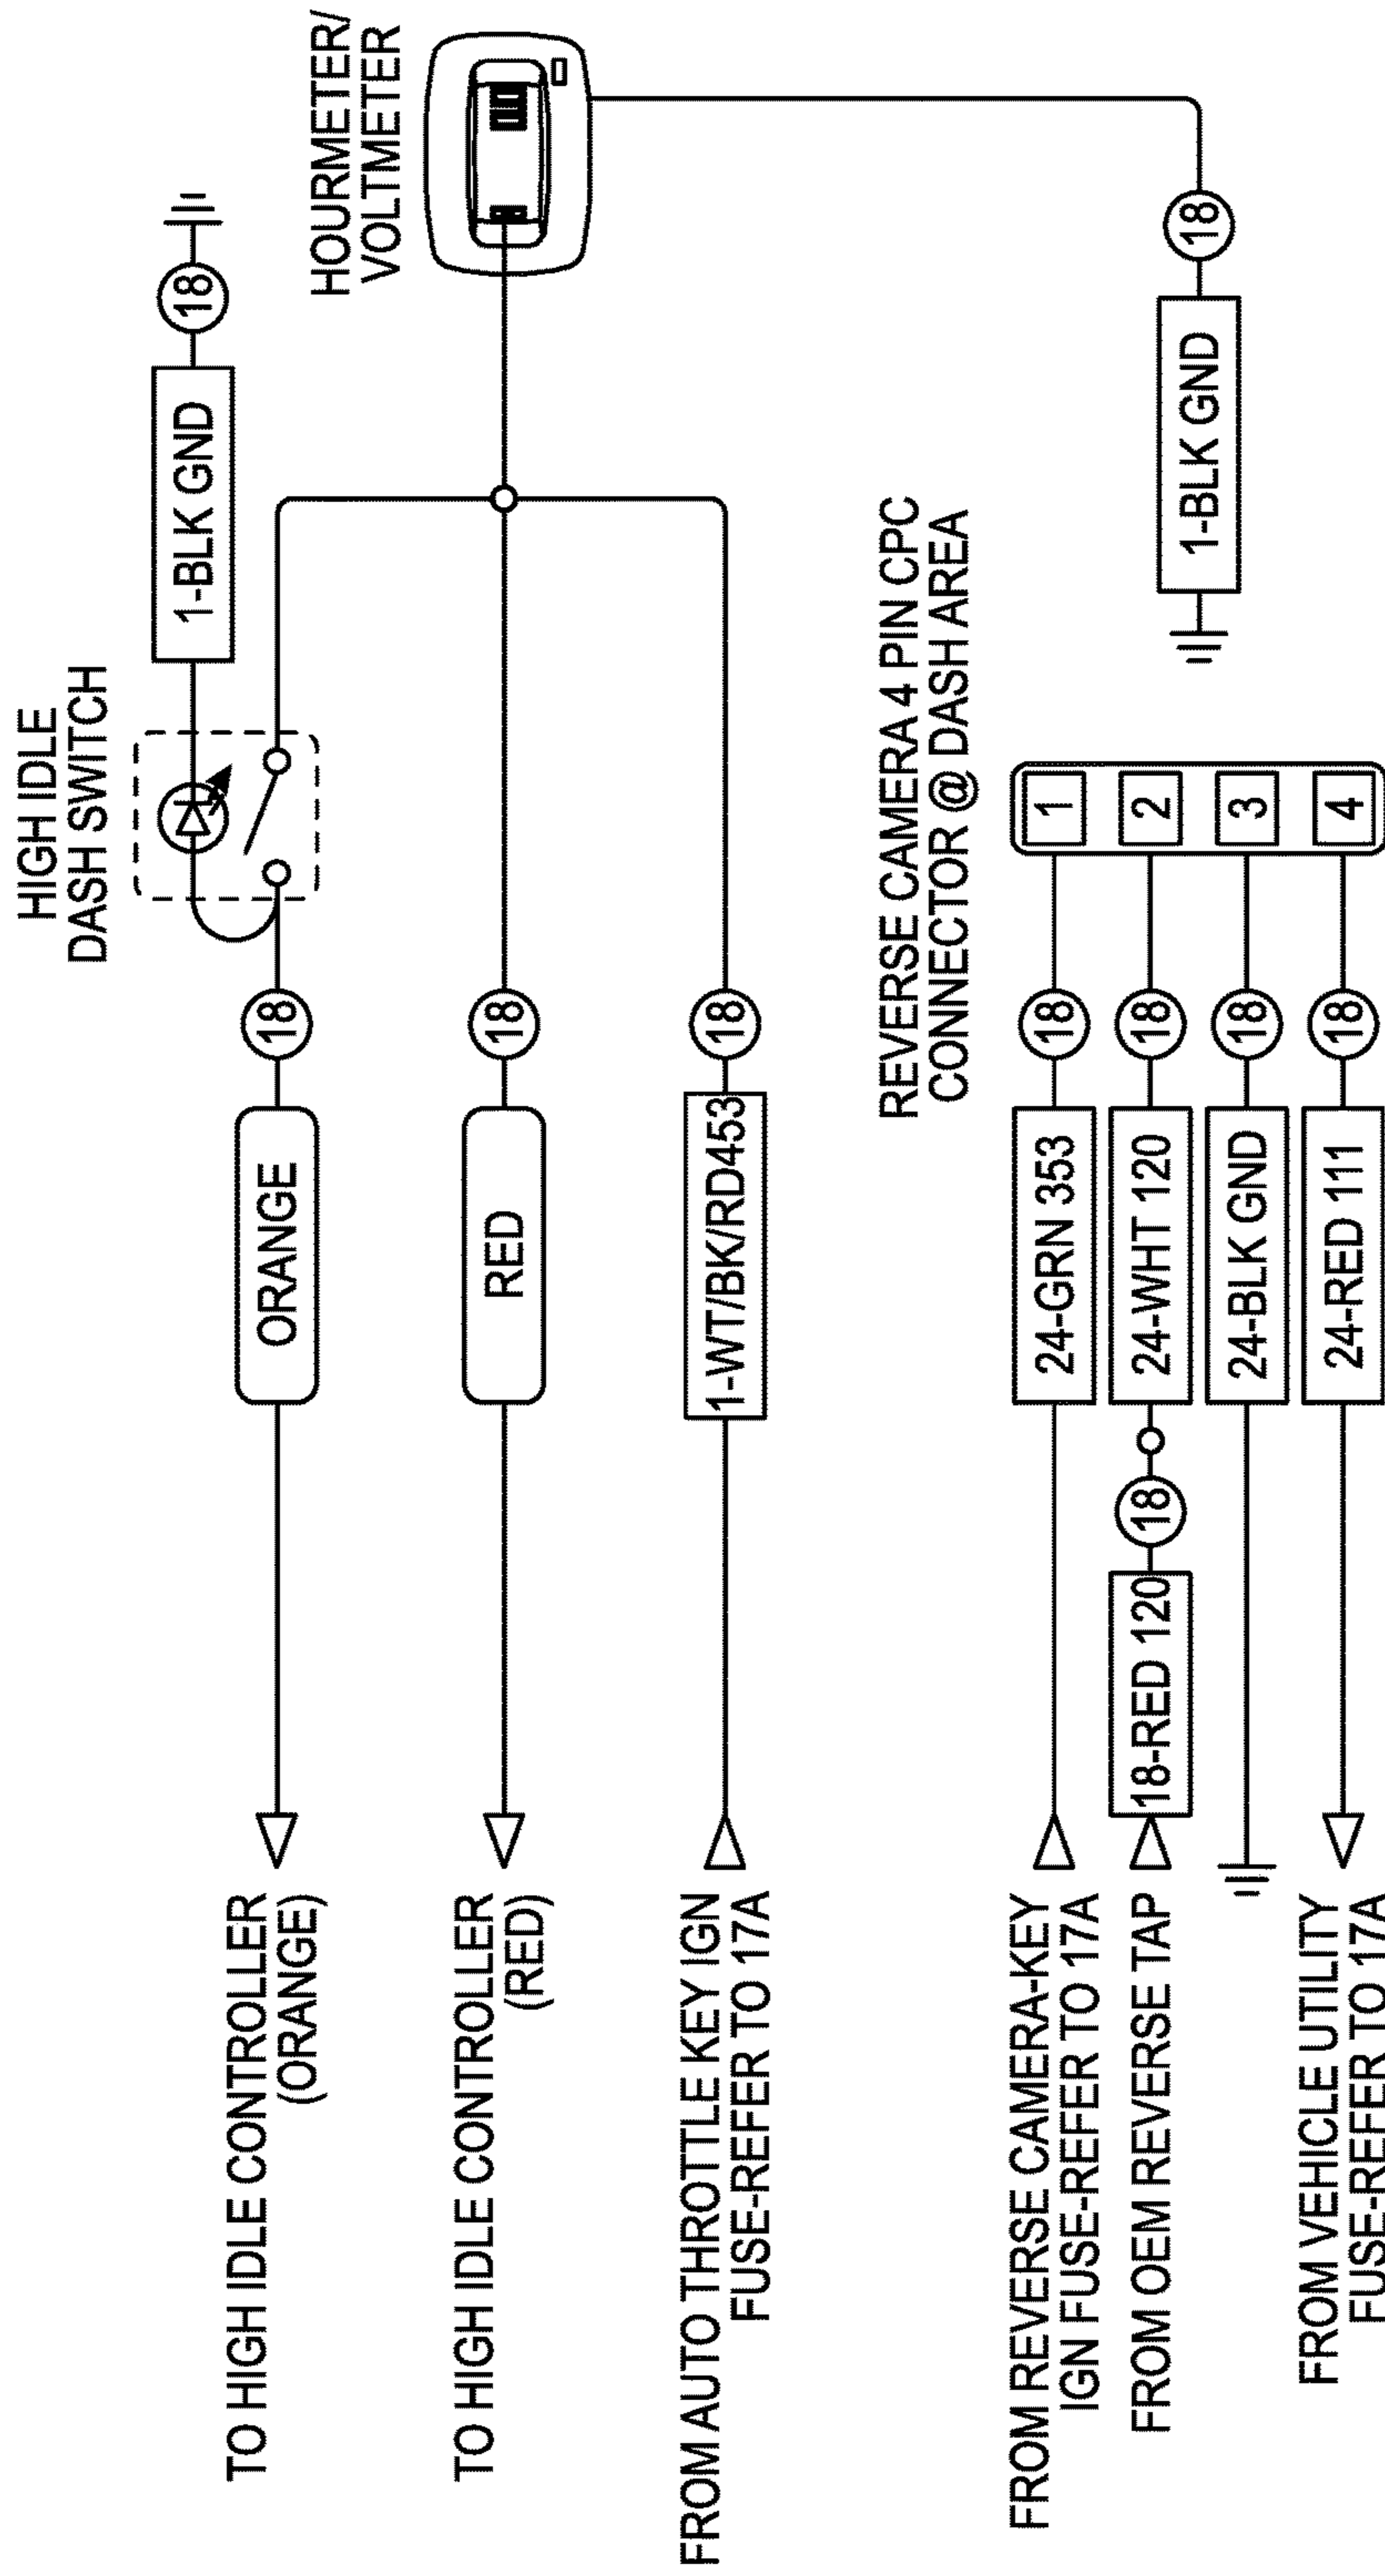 HIGH IDLE
DASH SWITCH
TO HIGH IDLE CONTROLLER
(ORANGE)
ORANGE
18
1-BLK GND
18
HOURMETER/
VOLTMETER
TO HIGH IDLE CONTROLLER
(RED)
RED
18
FROM AUTO THROTTLE KEY IGN
FUSE-REFER TO 17A
1-WT/BK/RD453
18
REVERSE CAMERA 4 PIN CPC
CONNECTOR @ DASH AREA
FROM REVERSE CAMERA-KEY
IGN FUSE-REFER TO 17A
24-GRN 353
18
1
FROM OEM REVERSE TAP
18-RED 120
18
24-WHT 120
18
2
24-BLK GND
18
3
FROM VEHICLE UTILITY
FUSE-REFER TO 17A
24-RED 111
18
4
1-BLK GND
18